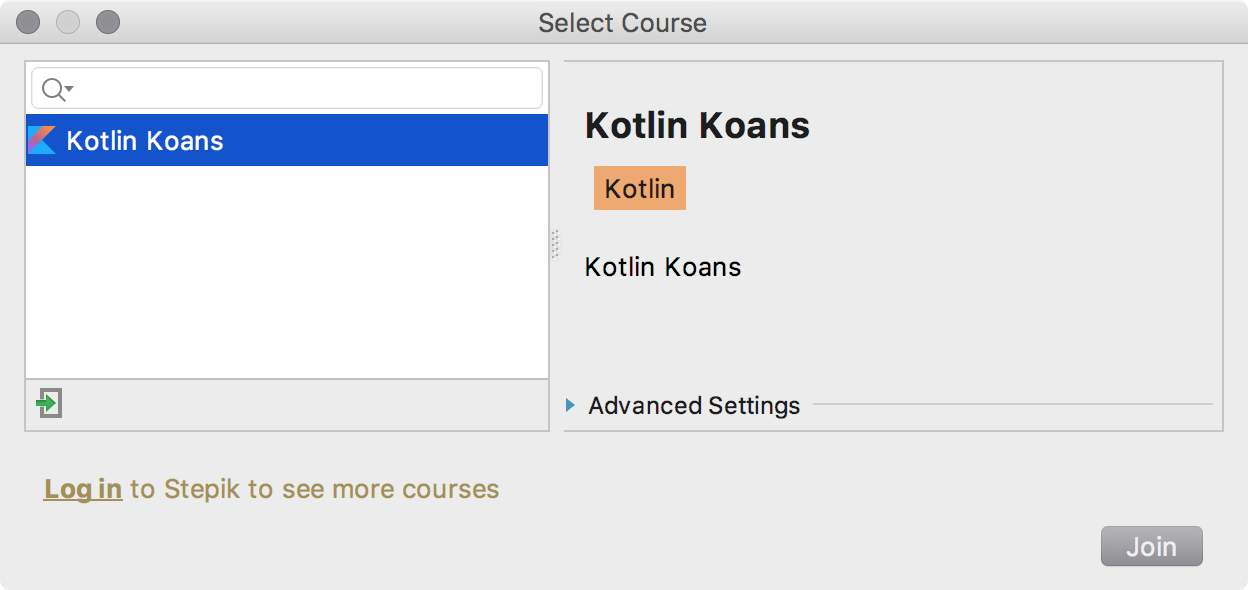 Select Course
Kotlin Koans
Kotlin Koans
Kotlin
Kotlin Koans
Advanced Settings
Log in to Stepik to see more courses
Join